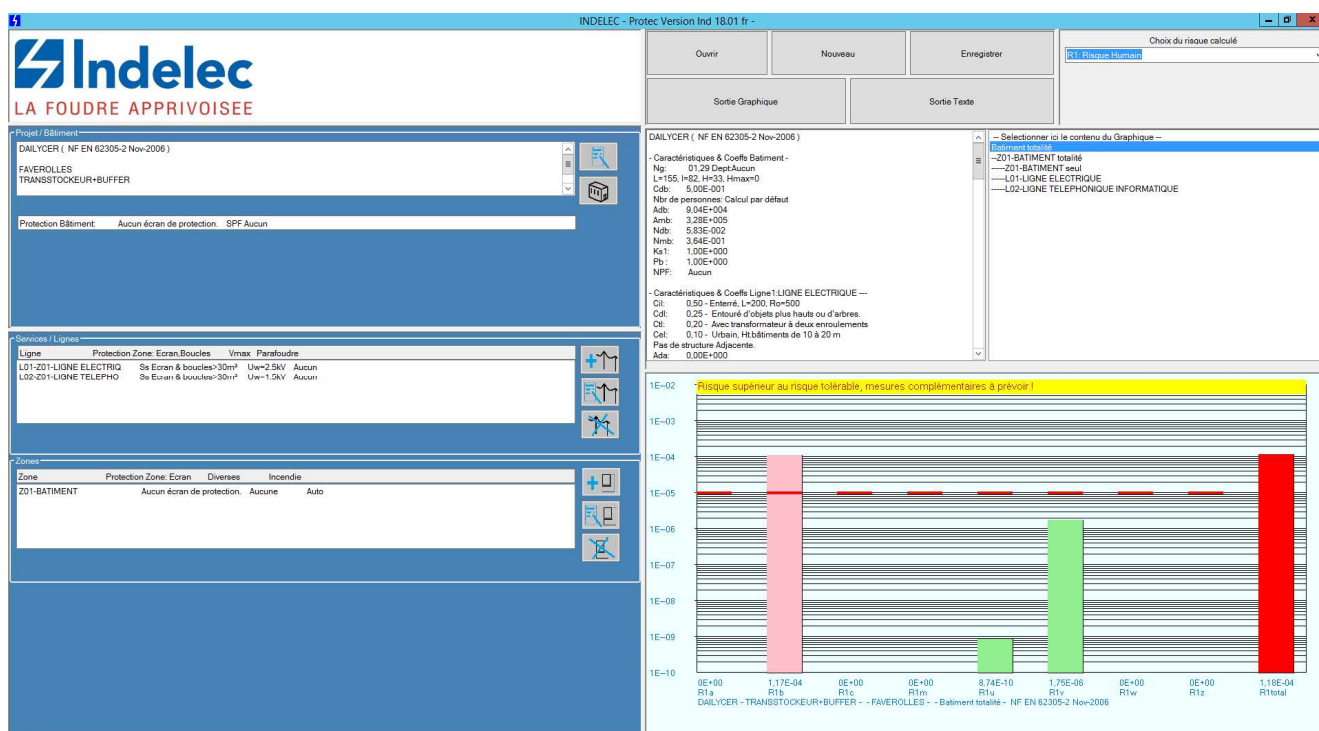 INDELEC - Protec Version Ind 18.01 fr -
Indelec
LA FOUDRE APPRIVOISEE
Ouvrir
Nouveau
Enregistrer
Sortie Graphique
Sortie Texte
Choix du risque calculé
R1: Risque Humain
Projet / Bâtiment
DAILYCER ( NF EN 62305-2 Nov-2006 )
FAVEROLLES
TRANSSTOCKEUR+BUFFER
Protection Bâtiment: Aucun écran de protection. SPF Aucun
Services / Lignes
Ligne Protection Zone: Ecran,Boucles Vmax Parafoudre
L01-Z01-LIGNE ELECTRIQ Ss Ecran & boucles>30m² Uw=2.5kV Aucun
L02-Z01-LIGNE TELEPHO Ss Ecran & boucles>30m² Uw=1.5kV Aucun
Zones
Zone Protection Zone: Ecran Diverses Incendie
Z01-BATIMENT Aucun écran de protection. Aucune Auto
DAILYCER ( NF EN 62305-2 Nov-2006 )
- Caractéristiques & Coeffs Batiment -
Ng: 01,29 Dept:Aucun
L=155, l=82, H=33, Hmax=0
Cdb: 5,00E-001
Nbr de personnes: Calcul par défaut
Adb: 9,04E+004
Amb: 3,28E+005
Ndb: 5,83E-002
Nmb: 3,64E-001
Ks1: 1,00E+000
Pb : 1,00E+000
NPF: Aucun
- Caractéristiques & Coeffs Ligne1:LIGNE ELECTRIQUE ---
Cil: 0,50 - Enterré, L=200, Ro=500
Cdl: 0,25 - Entouré d'objets plus hauts ou d'arbres.
Ctl: 0,20 - Avec transformateur à deux enroulements
Cel: 0,10 - Urbain, Ht.bâtiments de 10 à 20 m
Pas de structure Adjacente.
Ada: 0,00E+000
-- Selectionner ici le contenu du Graphique --
Batiment totalité
--Z01-BATIMENT totalité
-----Z01-BATIMENT seul
-----L01-LIGNE ELECTRIQUE
-----L02-LIGNE TELEPHONIQUE INFORMATIQUE
Risque supérieur au risque tolérable, mesures complémentaires à prévoir !
1E-02
1E-03
1E-04
1E-05
1E-06
1E-07
1E-08
1E-09
1E-10
0E+00 1,17E-04 0E+00 0E+00 8,74E-10 1,75E-06 0E+00 0E+00 1,18E-04
R1a R1b R1c R1m R1u R1v R1w R1z R1total
DAILYCER - TRANSSTOCKEUR+BUFFER - - FAVEROLLES - - Batiment totalité - NF EN 62305-2 Nov-2006